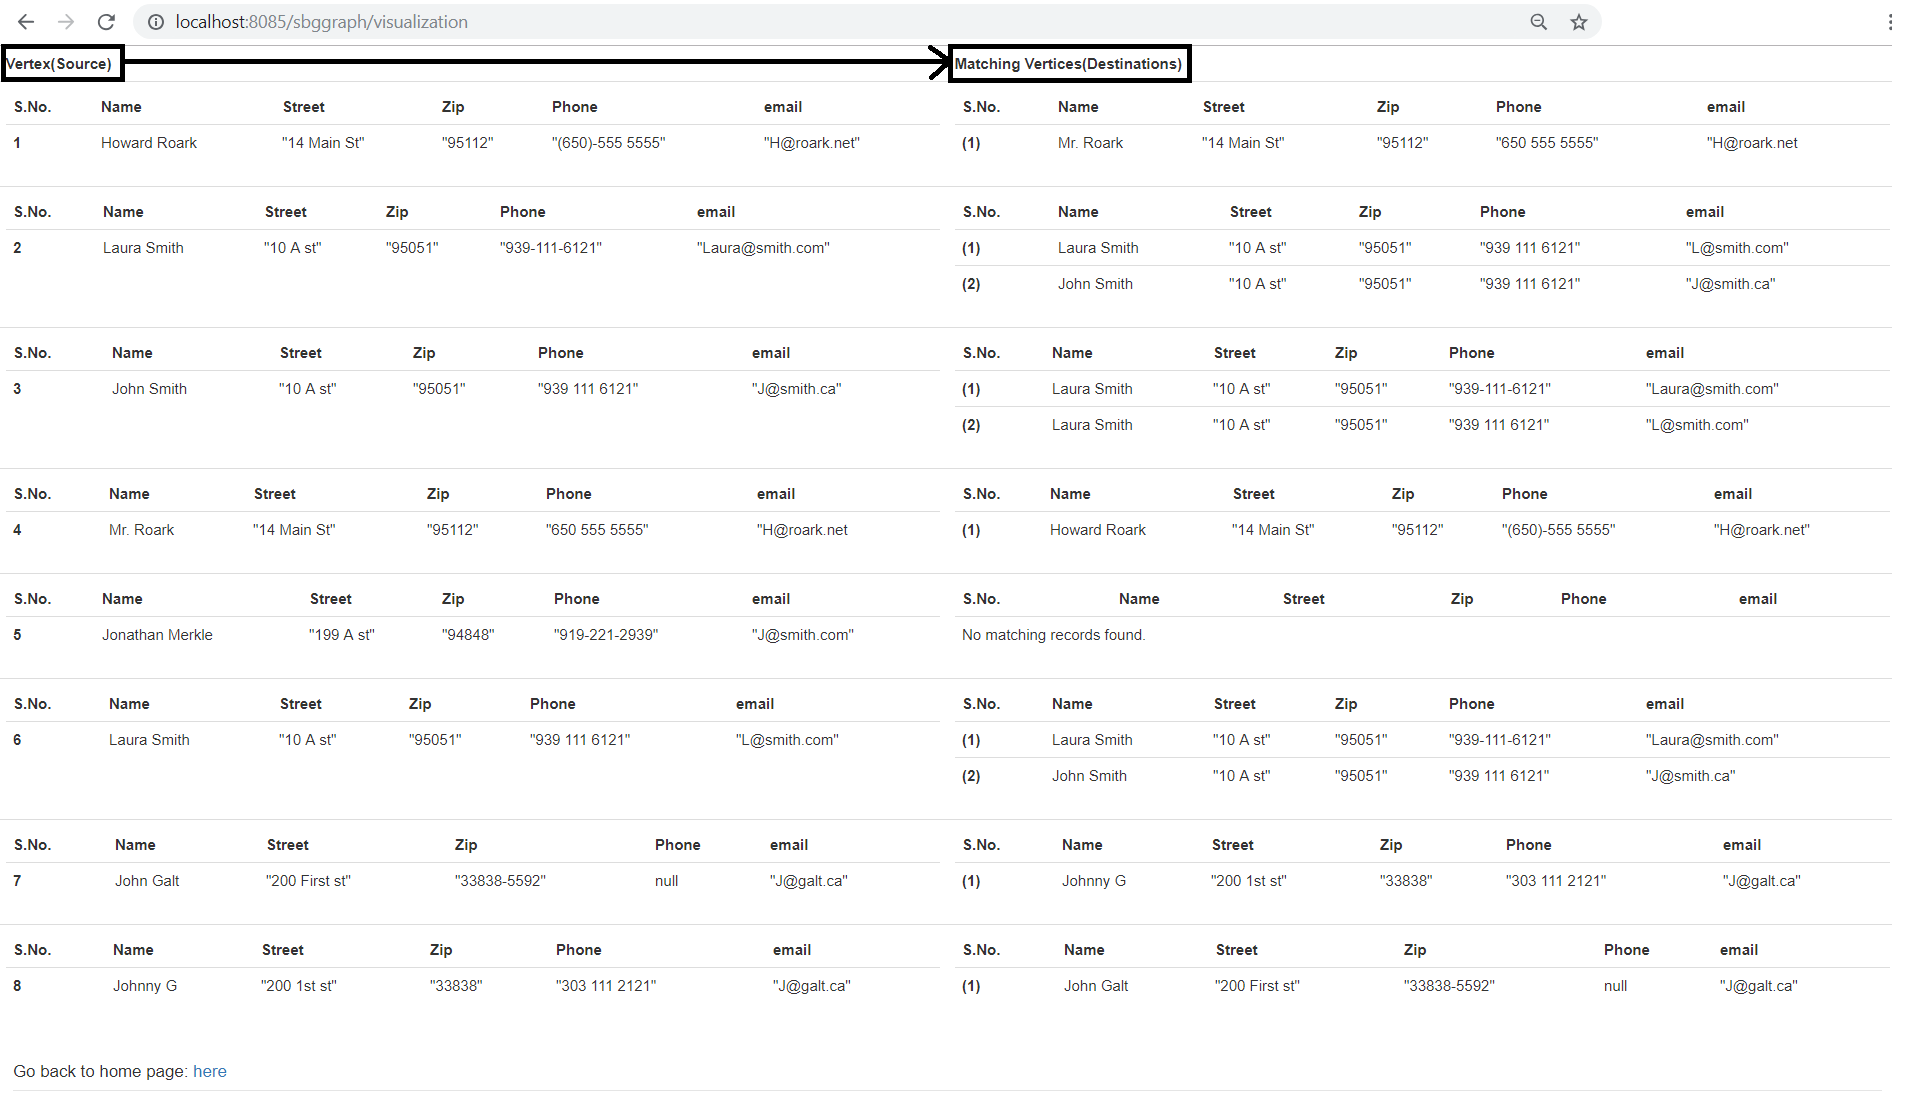 localhost:8085/sbggraph/visualization
Vertex(Source) Matching Vertices(Destinations)
S.No. Name Street Zip Phone email S.No. Name Street Zip Phone email
1 Howard Roark "14 Main St" "95112" "(650)-555 5555" "H@roark.net" (1) Mr. Roark "14 Main St" "95112" "650 555 5555" "H@roark.net
S.No. Name Street Zip Phone email S.No. Name Street Zip Phone email
2 Laura Smith "10 A st" "95051" "939-111-6121" "Laura@smith.com" (1) Laura Smith "10 A st" "95051" "939 111 6121" "L@smith.com"
(2) John Smith "10 A st" "95051" "939 111 6121" "J@smith.ca"
S.No. Name Street Zip Phone email S.No. Name Street Zip Phone email
3 John Smith "10 A st" "95051" "939 111 6121" "J@smith.ca" (1) Laura Smith "10 A st" "95051" "939-111-6121" "Laura@smith.com"
(2) Laura Smith "10 A st" "95051" "939 111 6121" "L@smith.com"
S.No. Name Street Zip Phone email S.No. Name Street Zip Phone email
4 Mr. Roark "14 Main St" "95112" "650 555 5555" "H@roark.net (1) Howard Roark "14 Main St" "95112" "(650)-555 5555" "H@roark.net"
S.No. Name Street Zip Phone email S.No. Name Street Zip Phone email
5 Jonathan Merkle "199 A st" "94848" "919-221-2939" "J@smith.com" No matching records found.
S.No. Name Street Zip Phone email S.No. Name Street Zip Phone email
6 Laura Smith "10 A st" "95051" "939 111 6121" "L@smith.com" (1) Laura Smith "10 A st" "95051" "939-111-6121" "Laura@smith.com"
(2) John Smith "10 A st" "95051" "939 111 6121" "J@smith.ca"
S.No. Name Street Zip Phone email S.No. Name Street Zip Phone email
7 John Galt "200 First st" "33838-5592" null "J@galt.ca" (1) Johnny G "200 1st st" "33838" "303 111 2121" "J@galt.ca"
S.No. Name Street Zip Phone email S.No. Name Street Zip Phone email
8 Johnny G "200 1st st" "33838" "303 111 2121" "J@galt.ca" (1) John Galt "200 First st" "33838-5592" null "J@galt.ca"
Go back to home page: here